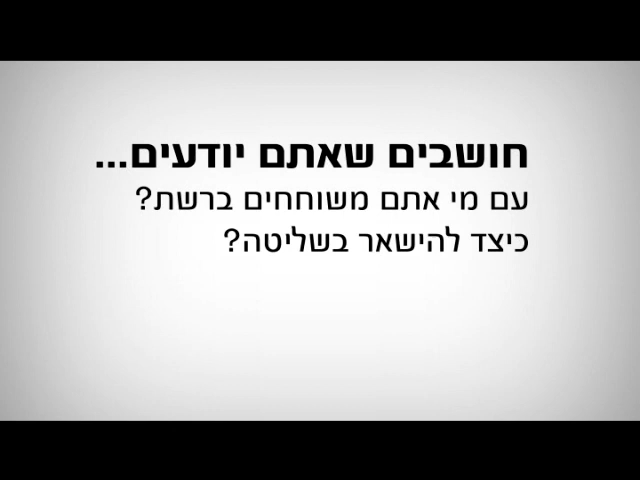 חושבים שאתם יודעים...
עם מי אתם משוחחים ברשת?
כיצד להישאר בשליטה?